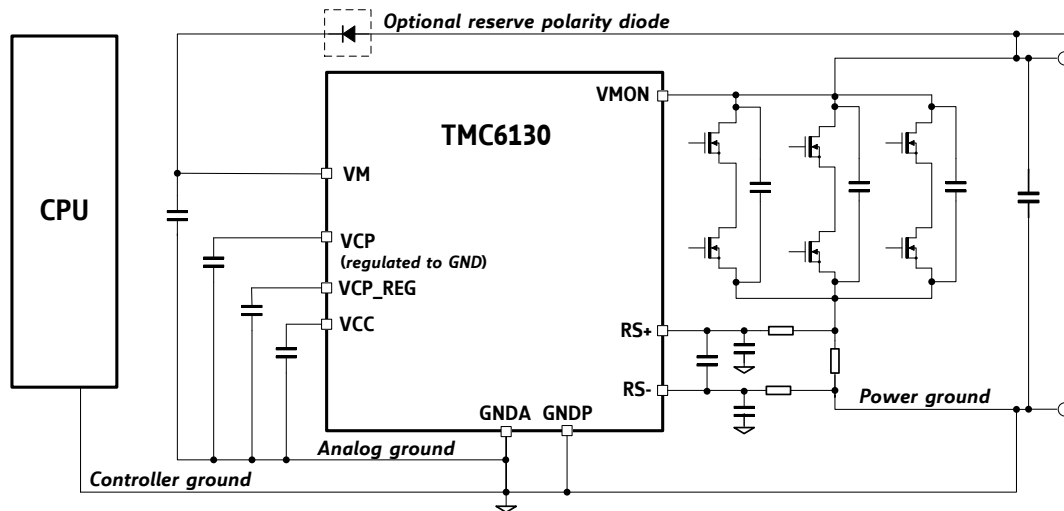 Optional reserve polarity diode
VMON
TMC6130
VM
CPU
VCP
(regulated to GND)
VCP_REG
VCC
RS+
RS-
Power ground
GNDA GNDP
Analog ground
Controller ground